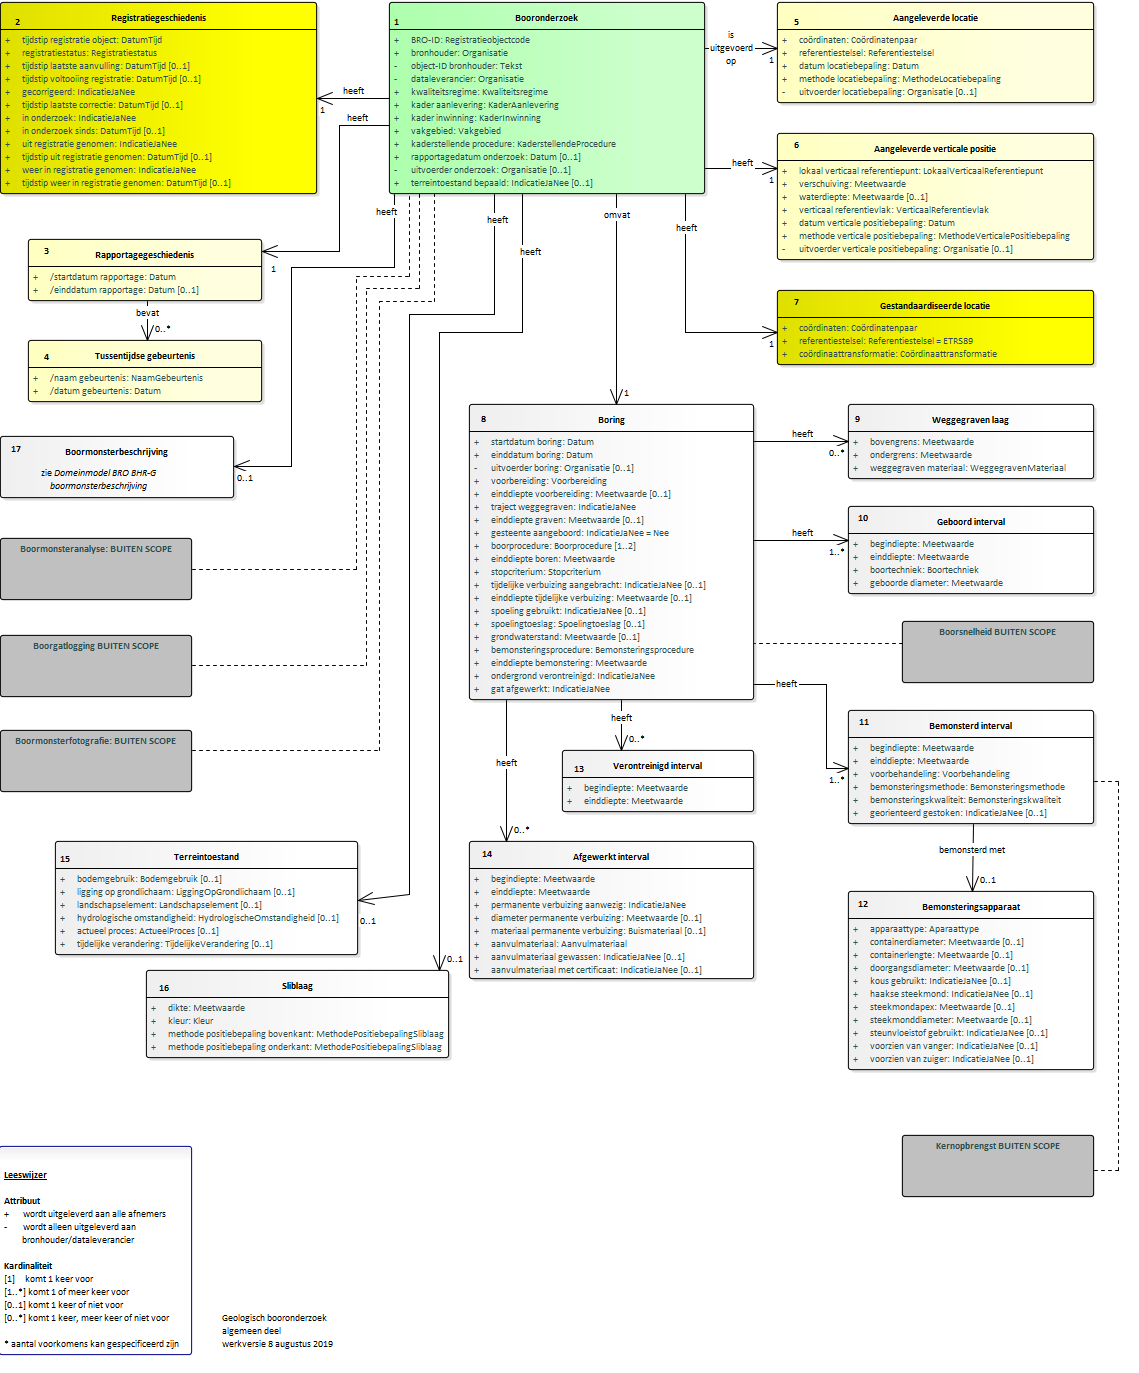 2 Registratiegeschiedenis
+ tijdstip registratie object: DatumTijd
+ registratiestatus: Registratiestatus
+ tijdstip laatste aanvulling: DatumTijd [0..1]
+ tijdstip voltooiing registratie: DatumTijd [0..1]
+ gecorrigeerd: IndicatieJaNee
+ tijdstip laatste correctie: DatumTijd [0..1]
+ in onderzoek: IndicatieJaNee
+ in onderzoek sinds: DatumTijd [0..1]
+ uit registratie genomen: IndicatieJaNee
+ tijdstip uit registratie genomen: DatumTijd [0..1]
+ weer in registratie genomen: IndicatieJaNee
+ tijdstip weer in registratie genomen: DatumTijd [0..1]
1 Booronderzoek
+ BRO-ID: Registratieobjectcode
+ bronhouder: Organisatie
- object-ID bronhouder: Tekst
- dataleverancier: Organisatie
+ kwaliteitsregime: Kwaliteitsregime
+ kader aanlevering: KaderAanlevering
+ kader inwinning: KaderInwinning
+ vakgebied: Vakgebied
+ kaderstellende procedure: KaderstellendeProcedure
+ rapportagedatum onderzoek: Datum [0..1]
- uitvoerder onderzoek: Organisatie [0..1]
+ terreintoestand bepaald: IndicatieJaNee [0..1]
5 Aangeleverde locatie
+ coördinaten: Coördinatenpaar
+ referentiestelsel: Referentiestelsel
+ datum locatiebepaling: Datum
+ methode locatiebepaling: MethodeLocatiebepaling
- uitvoerder locatiebepaling: Organisatie [0..1]
is
uitgevoerd
op
1
heeft
1
heeft
6 Aangeleverde verticale positie
+ lokaal verticaal referentiepunt: LokaalVerticaalReferentiepunt
+ verschuiving: Meetwaarde
+ waterdiepte: Meetwaarde [0..1]
+ verticaal referentievlak: VerticaalReferentievlak
+ datum verticale positiebepaling: Datum
+ methode verticale positiebepaling: MethodeVerticalePositiebepaling
- uitvoerder verticale positiebepaling: Organisatie [0..1]
heeft
1
heeft
heeft
heeft
omvat
heeft
3 Rapportagegeschiedenis
+ /startdatum rapportage: Datum
+ /einddatum rapportage: Datum [0..1]
1
bevat
0..*
7 Gestandaardiseerde locatie
+ coördinaten: Coördinatenpaar
+ referentiestelsel: Referentiestelsel = ETRS89
+ coördinaattransformatie: Coördinaattransformatie
1
4 Tussentijdse gebeurtenis
+ /naam gebeurtenis: NaamGebeurtenis
+ /datum gebeurtenis: Datum
1
17 Boormonsterbeschrijving
zie Domeinmodel BRO BHR-G
boormonsterbeschrijving
0..1
8 Boring
+ startdatum boring: Datum
+ einddatum boring: Datum
- uitvoerder boring: Organisatie [0..1]
+ voorbereiding: Voorbereiding
+ einddiepte voorbereiding: Meetwaarde [0..1]
+ traject weggegraven: IndicatieJaNee
+ einddiepte graven: Meetwaarde [0..1]
+ gesteente aangeboord: IndicatieJaNee = Nee
+ boorprocedure: Boorprocedure [1..2]
+ einddiepte boren: Meetwaarde
+ stopcriterium: Stopcriterium
+ tijdelijke verbuizing aangebracht: IndicatieJaNee [0..1]
+ einddiepte tijdelijke verbuizing: Meetwaarde [0..1]
+ spoeling gebruikt: IndicatieJaNee [0..1]
+ spoelingtoeslag: Spoelingtoeslag [0..1]
+ grondwaterstand: Meetwaarde [0..1]
+ bemonsteringsprocedure: Bemonsteringsprocedure
+ einddiepte bemonstering: Meetwaarde
+ ondergrond verontreinigd: IndicatieJaNee
+ gat afgewerkt: IndicatieJaNee
heeft
0..*
9 Weggegraven laag
+ bovengrens: Meetwaarde
+ ondergrens: Meetwaarde
+ weggegraven materiaal: WeggegravenMateriaal
heeft
1..*
10 Geboord interval
+ begindiepte: Meetwaarde
+ einddiepte: Meetwaarde
+ boortechniek: Boortechniek
+ geboorde diameter: Meetwaarde
Boormonsteranalyse: BUITEN SCOPE
Boorgatlogging BUITEN SCOPE
Boormonsterfotografie: BUITEN SCOPE
Boorsnelheid BUITEN SCOPE
heeft
1..*
11 Bemonsterd interval
+ begindiepte: Meetwaarde
+ einddiepte: Meetwaarde
+ voorbehandeling: Voorbehandeling
+ bemonsteringsmethode: Bemonsteringsmethode
+ bemonsteringskwaliteit: Bemonsteringskwaliteit
+ georienteerd gestoken: IndicatieJaNee [0..1]
heeft
0..*
13 Verontreinigd interval
+ begindiepte: Meetwaarde
+ einddiepte: Meetwaarde
heeft
0..*
bemonsterd met
0..1
15 Terreintoestand
+ bodemgebruik: Bodemgebruik [0..1]
+ ligging op grondlichaam: LiggingOpGrondlichaam [0..1]
+ landschapselement: Landschapselement [0..1]
+ hydrologische omstandigheid: HydrologischeOmstandigheid [0..1]
+ actueel proces: ActueelProces [0..1]
+ tijdelijke verandering: TijdelijkeVerandering [0..1]
0..1
14 Afgewerkt interval
+ begindiepte: Meetwaarde
+ einddiepte: Meetwaarde
+ permanente verbuizing aanwezig: IndicatieJaNee
+ diameter permanente verbuizing: Meetwaarde [0..1]
+ materiaal permanente verbuizing: Buismateriaal [0..1]
+ aanvulmateriaal: Aanvulmateriaal
+ aanvulmateriaal gewassen: IndicatieJaNee [0..1]
+ aanvulmateriaal met certificaat: IndicatieJaNee [0..1]
12 Bemonsteringsapparaat
+ apparaattype: Aparaattype
+ containerdiameter: Meetwaarde [0..1]
+ containerlengte: Meetwaarde [0..1]
+ doorgangsdiameter: Meetwaarde [0..1]
+ kous gebruikt: IndicatieJaNee [0..1]
+ haakse steekmond: IndicatieJaNee [0..1]
+ steekmondapex: Meetwaarde [0..1]
+ steekmonddiameter: Meetwaarde [0..1]
+ steunvloeistof gebruikt: IndicatieJaNee [0..1]
+ voorzien van vanger: IndicatieJaNee [0..1]
+ voorzien van zuiger: IndicatieJaNee [0..1]
0..1
16 Sliblaag
+ dikte: Meetwaarde
+ kleur: Kleur
+ methode positiebepaling bovenkant: MethodePositiebepalingSliblaag
+ methode positiebepaling onderkant: MethodePositiebepalingSliblaag
Kernopbrengst BUITEN SCOPE
Leeswijzer
Attribuut
+ wordt uitgeleverd aan alle afnemers
- wordt alleen uitgeleverd aan
bronhouder/dataleverancier
Kardinaliteit
[1] komt 1 keer voor
[1..*] komt 1 of meer keer voor
[0..1] komt 1 keer of niet voor
[0..*] komt 1 keer, meer keer of niet voor
* aantal voorkomens kan gespecificeerd zijn
Geologisch booronderzoek
algemeen deel
werkversie 8 augustus 2019